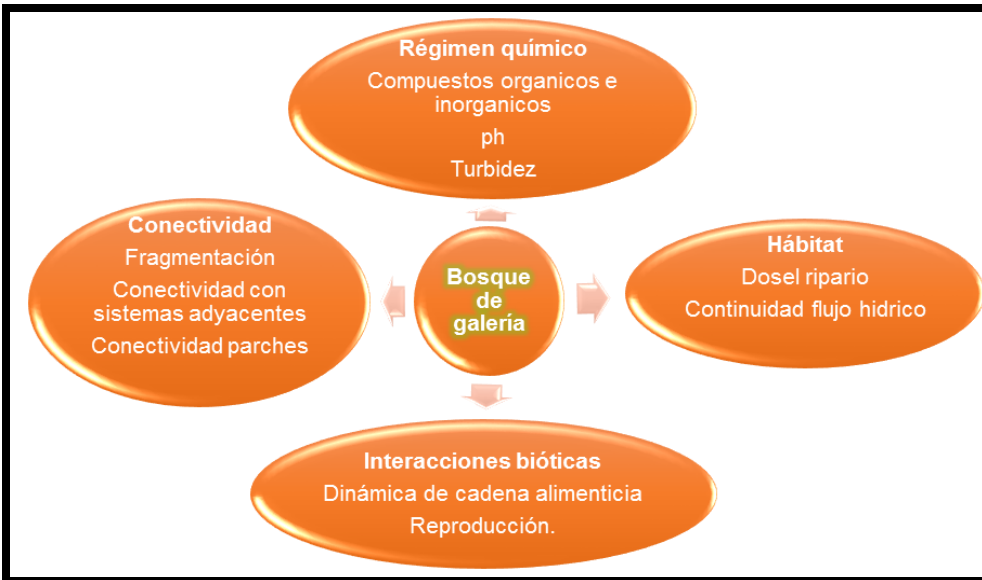 Régimen químico
Compuestos organicos e
inorganicos
ph
Turbidez
Conectividad
Fragmentación
Conectividad con
sistemas adyacentes
Conectividad parches
Bosque
de
galería
Hábitat
Dosel ripario
Continuidad flujo hidrico
Interacciones bióticas
Dinámica de cadena alimenticia
Reproducción.